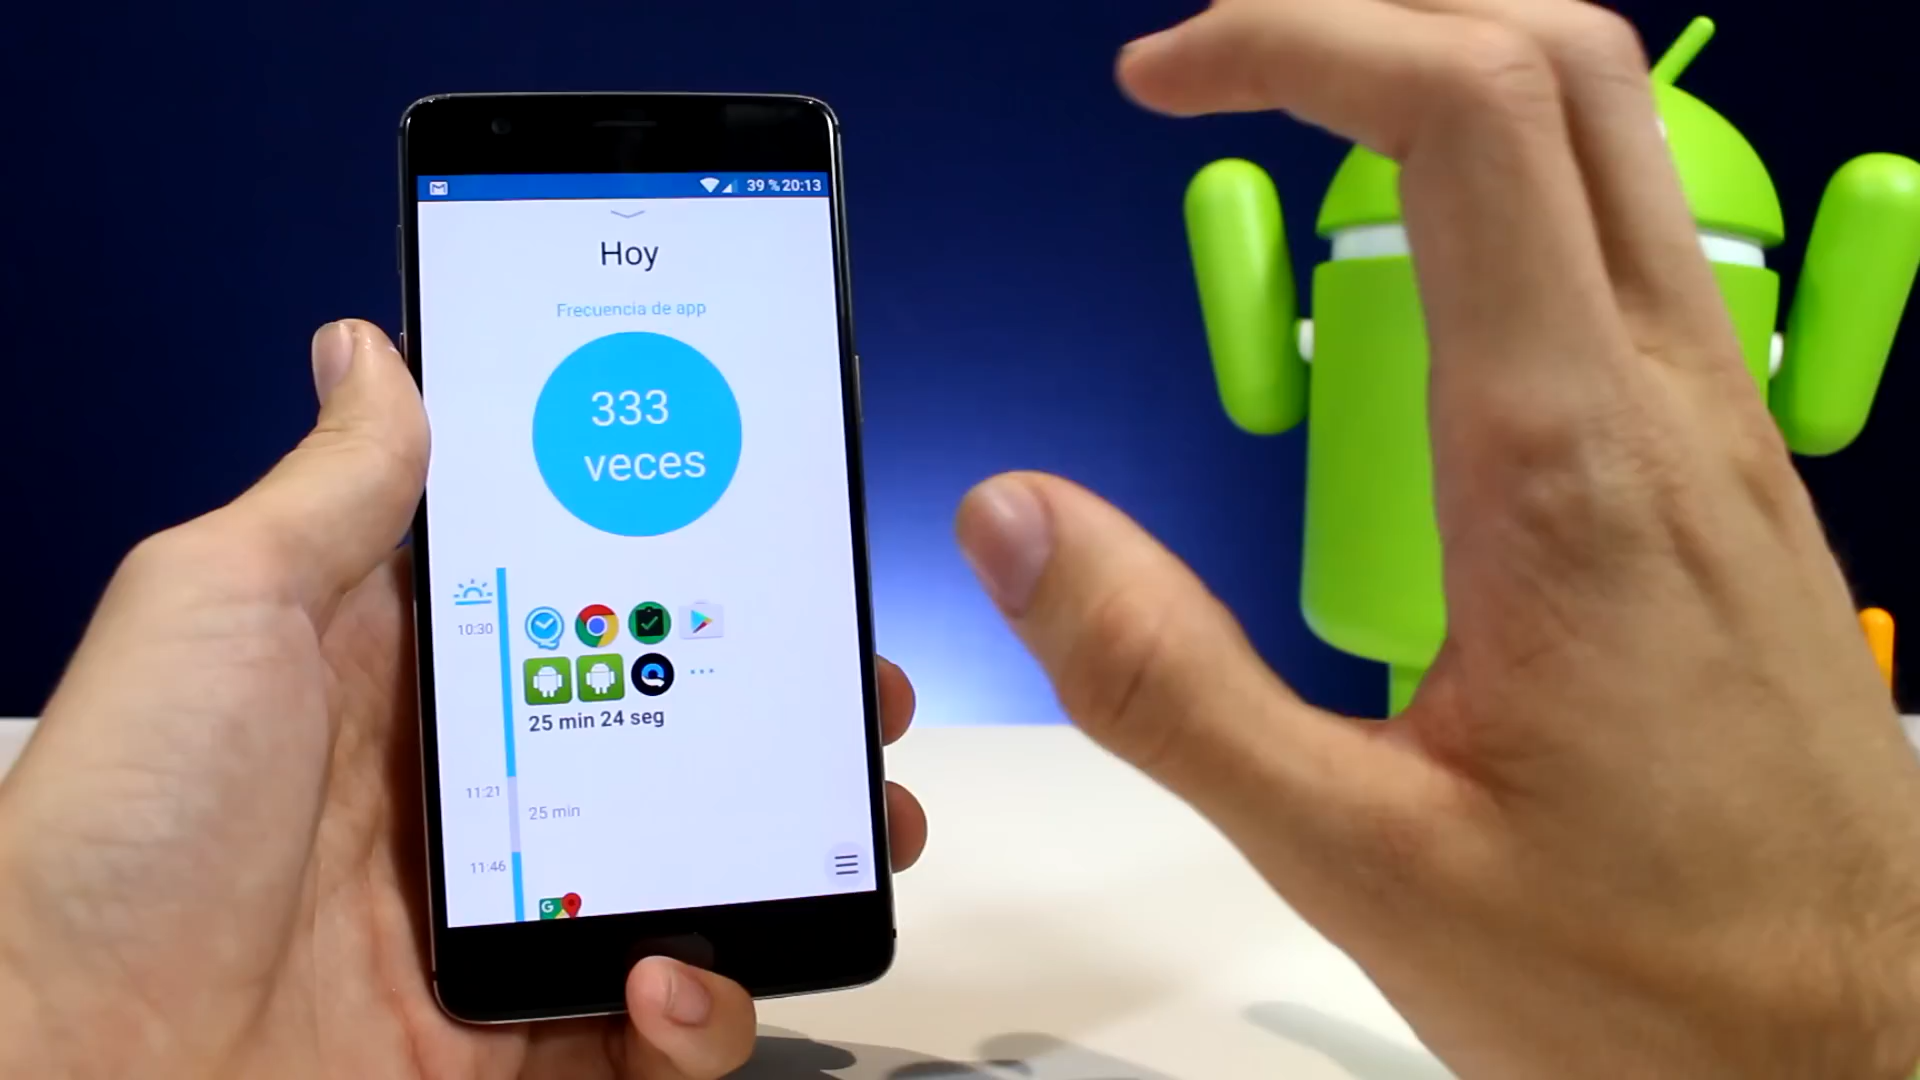 39 % 20:13
Hoy
Frecuencia de app
333
veces
10:30
25 min 24 seg
11:21
25 min
11:46
G